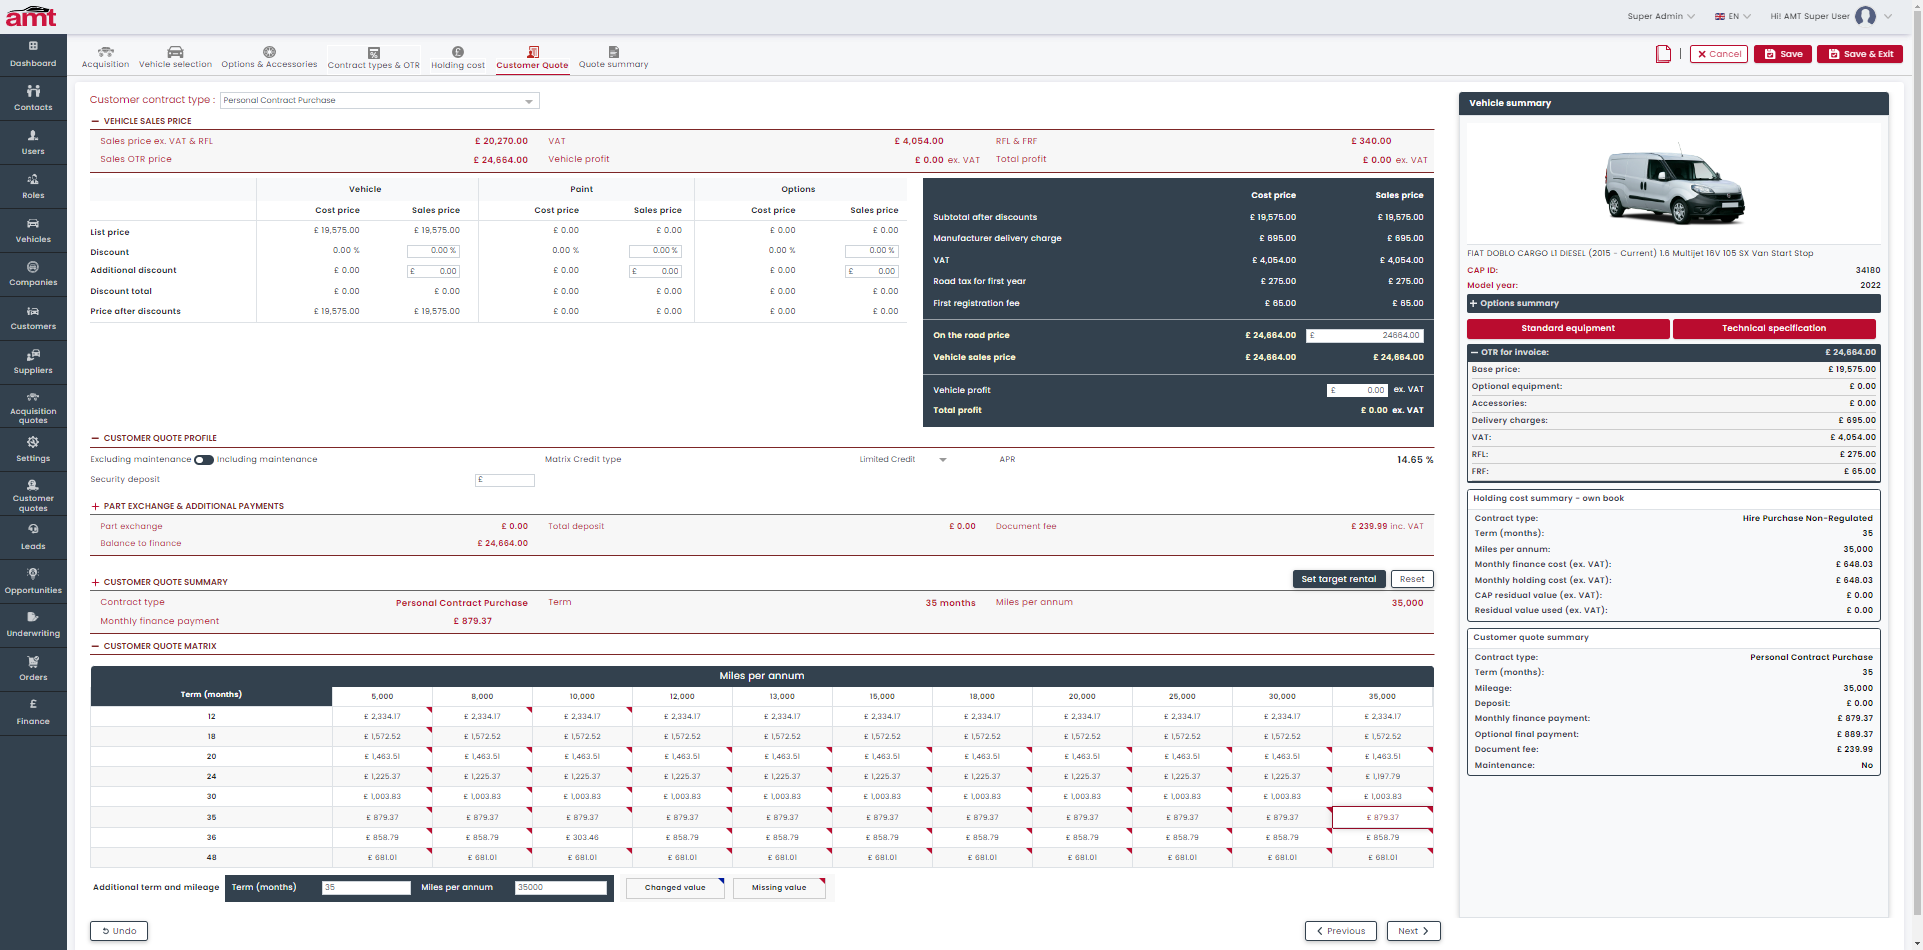 amt
Super Admin
EN
Hi! AMT Super User
Dashboard
Contacts
Users
Roles
Vehicles
Companies
Customers
Suppliers
Acquisition
quotes
Settings
Customer
quotes
Leads
Opportunities
Underwriting
Orders
Finance
Acquisition
Vehicle selection
Options & Accessories
Contract types & OTR
Holding cost
Customer Quote
Quote summary
Cancel
Save
Save & Exit
Customer contract type : Personal Contract Purchase
VEHICLE SALES PRICE
Sales price ex. VAT & RFL £ 20,270.00 VAT £ 4,054.00 RFL & FRF £ 340.00
Sales OTR price £ 24,664.00 Vehicle profit £ 0.00 ex. VAT Total profit £ 0.00 ex. VAT
Vehicle Paint Options
Cost price Sales price Cost price Sales price Cost price Sales price
List price £ 19,575.00 £ 19,575.00 £ 0.00 £ 0.00 £ 0.00 £ 0.00
Discount 0.00 % 0.00 % 0.00 % 0.00 % 0.00 % 0.00 %
Additional discount £ 0.00 £ 0.00 £ 0.00 £ 0.00 £ 0.00 £ 0.00
Discount total £ 0.00 £ 0.00 £ 0.00 £ 0.00 £ 0.00 £ 0.00
Price after discounts £ 19,575.00 £ 19,575.00 £ 0.00 £ 0.00 £ 0.00 £ 0.00
Cost price Sales price
Subtotal after discounts £ 19,575.00 £ 19,575.00
Manufacturer delivery charge £ 695.00 £ 695.00
VAT £ 4,054.00 £ 4,054.00
Road tax for first year £ 275.00 £ 275.00
First registration fee £ 65.00 £ 65.00
On the road price £ 24,664.00 £ 24664.00
Vehicle sales price £ 24,664.00 £ 24,664.00
Vehicle profit £ 0.00 ex. VAT
Total profit £ 0.00 ex. VAT
CUSTOMER QUOTE PROFILE
Excluding maintenance Including maintenance Matrix Credit type Limited Credit APR 14.65 %
Security deposit £
PART EXCHANGE & ADDITIONAL PAYMENTS
Part exchange £ 0.00 Total deposit £ 0.00 Document fee £ 239.99 inc. VAT
Balance to finance £ 24,664.00
CUSTOMER QUOTE SUMMARY Set target rental Reset
Contract type Personal Contract Purchase Term 35 months Miles per annum 35,000
Monthly finance payment £ 879.37
CUSTOMER QUOTE MATRIX
Miles per annum
Term (months) 5,000 8,000 10,000 12,000 13,000 15,000 18,000 20,000 25,000 30,000 35,000
12 £ 2,334.17 £ 2,334.17 £ 2,334.17 £ 2,334.17 £ 2,334.17 £ 2,334.17 £ 2,334.17 £ 2,334.17 £ 2,334.17 £ 2,334.17 £ 2,334.17
18 £ 1,572.52 £ 1,572.52 £ 1,572.52 £ 1,572.52 £ 1,572.52 £ 1,572.52 £ 1,572.52 £ 1,572.52 £ 1,572.52 £ 1,572.52 £ 1,572.52
20 £ 1,463.51 £ 1,463.51 £ 1,463.51 £ 1,463.51 £ 1,463.51 £ 1,463.51 £ 1,463.51 £ 1,463.51 £ 1,463.51 £ 1,463.51 £ 1,463.51
24 £ 1,225.37 £ 1,225.37 £ 1,225.37 £ 1,225.37 £ 1,225.37 £ 1,225.37 £ 1,225.37 £ 1,225.37 £ 1,225.37 £ 1,225.37 £ 1,197.79
30 £ 1,003.83 £ 1,003.83 £ 1,003.83 £ 1,003.83 £ 1,003.83 £ 1,003.83 £ 1,003.83 £ 1,003.83 £ 1,003.83 £ 1,003.83 £ 1,003.83
35 £ 879.37 £ 879.37 £ 879.37 £ 879.37 £ 879.37 £ 879.37 £ 879.37 £ 879.37 £ 879.37 £ 879.37 £ 879.37
36 £ 858.79 £ 858.79 £ 303.46 £ 858.79 £ 858.79 £ 858.79 £ 858.79 £ 858.79 £ 858.79 £ 858.79 £ 858.79
48 £ 681.01 £ 681.01 £ 681.01 £ 681.01 £ 681.01 £ 681.01 £ 681.01 £ 681.01 £ 681.01 £ 681.01 £ 681.01
Additional term and mileage Term (months) 35 Miles per annum 35000 Changed value Missing value
Undo
Previous
Next
Vehicle summary
FIAT DOBLO CARGO L1 DIESEL (2015 - Current) 1.6 Multijet 16V 105 SX Van Start Stop
CAP ID: 34180
Model year: 2022
Options summary
Standard equipment Technical specification
OTR for invoice: £ 24,664.00
Base price: £ 19,575.00
Optional equipment: £ 0.00
Accessories: £ 0.00
Delivery charges: £ 695.00
VAT: £ 4,054.00
RFL: £ 275.00
FRF: £ 65.00
Holding cost summary - own book
Contract type: Hire Purchase Non-Regulated
Term (months): 35
Miles per annum: 35,000
Monthly finance cost (ex. VAT): £ 648.03
Monthly holding cost (ex. VAT): £ 648.03
CAP residual value (ex. VAT): £ 0.00
Residual value used (ex. VAT): £ 0.00
Customer quote summary
Contract type: Personal Contract Purchase
Term (months): 35
Mileage: 35,000
Deposit: £ 0.00
Monthly finance payment: £ 879.37
Optional final payment: £ 889.37
Document fee: £ 239.99
Maintenance: No